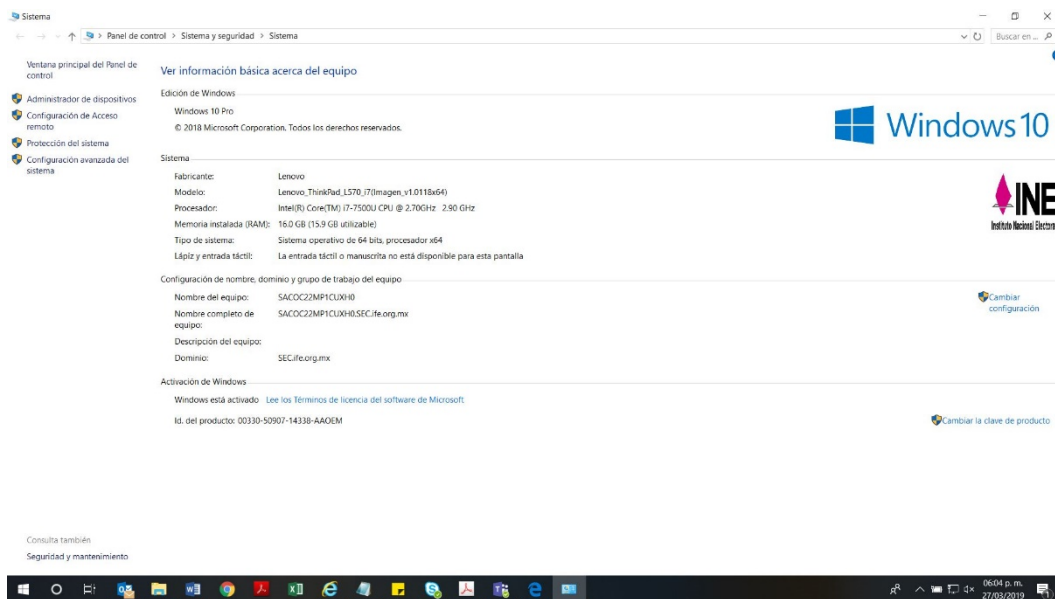 Sistema
Panel de control > Sistema y seguridad > Sistema
Buscar en ...
Ventana principal del Panel de
control
Administrador de dispositivos
Configuración de Acceso
remoto
Protección del sistema
Configuración avanzada del
sistema
Ver información básica acerca del equipo
Edición de Windows
Windows 10 Pro
© 2018 Microsoft Corporation. Todos los derechos reservados.
Windows 10
Sistema
Fabricante: Lenovo
Modelo: Lenovo_ThinkPad_L570_i7(Imagen_v1.0118x64)
Procesador: Intel(R) Core(TM) i7-7500U CPU @ 2.70GHz 2.90 GHz
Memoria instalada (RAM): 16.0 GB (15.9 GB utilizable)
Tipo de sistema: Sistema operativo de 64 bits, procesador x64
Lápiz y entrada táctil: La entrada táctil o manuscrita no está disponible para esta pantalla
INE
Instituto Nacional Electora
Configuración de nombre, dominio y grupo de trabajo del equipo
Nombre del equipo: SACOC22MP1CUXH0
Nombre completo de SACOC22MP1CUXH0.SEC.ife.org.mx
equipo:
Descripción del equipo:
Dominio: SEC.ife.org.mx
Cambiar
configuración
Activación de Windows
Windows está activado Lee los Términos de licencia del software de Microsoft
Id. del producto: 00330-50907-14338-AAOEM
Cambiar la clave de producto
Consulta también
Seguridad y mantenimiento
06:04 p. m.
27/03/2019